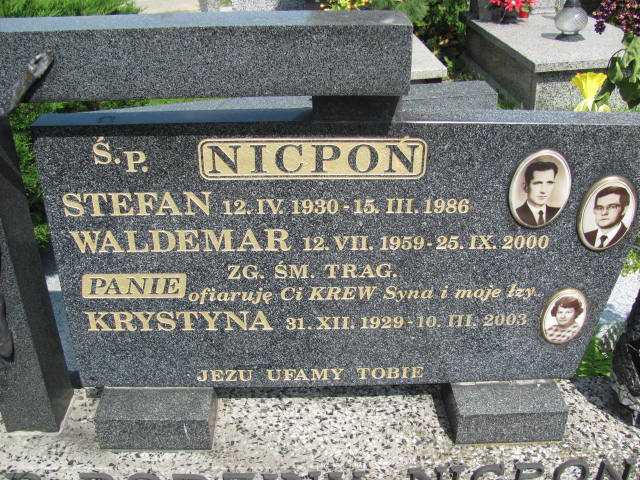 Ś.P. NICPOŃ
STEFAN 12.IV.1930-15.III.1986
WALDEMAR 12.VII.1959-25.IX.2000
ZG. ŚM. TRAG.
PANIE ofiaruję Ci KREW Syna i moje łzy...
KRYSTYNA 31.XII.1929-10.III.2003
JEZU UFAMY TOBIE
NICPOŃ